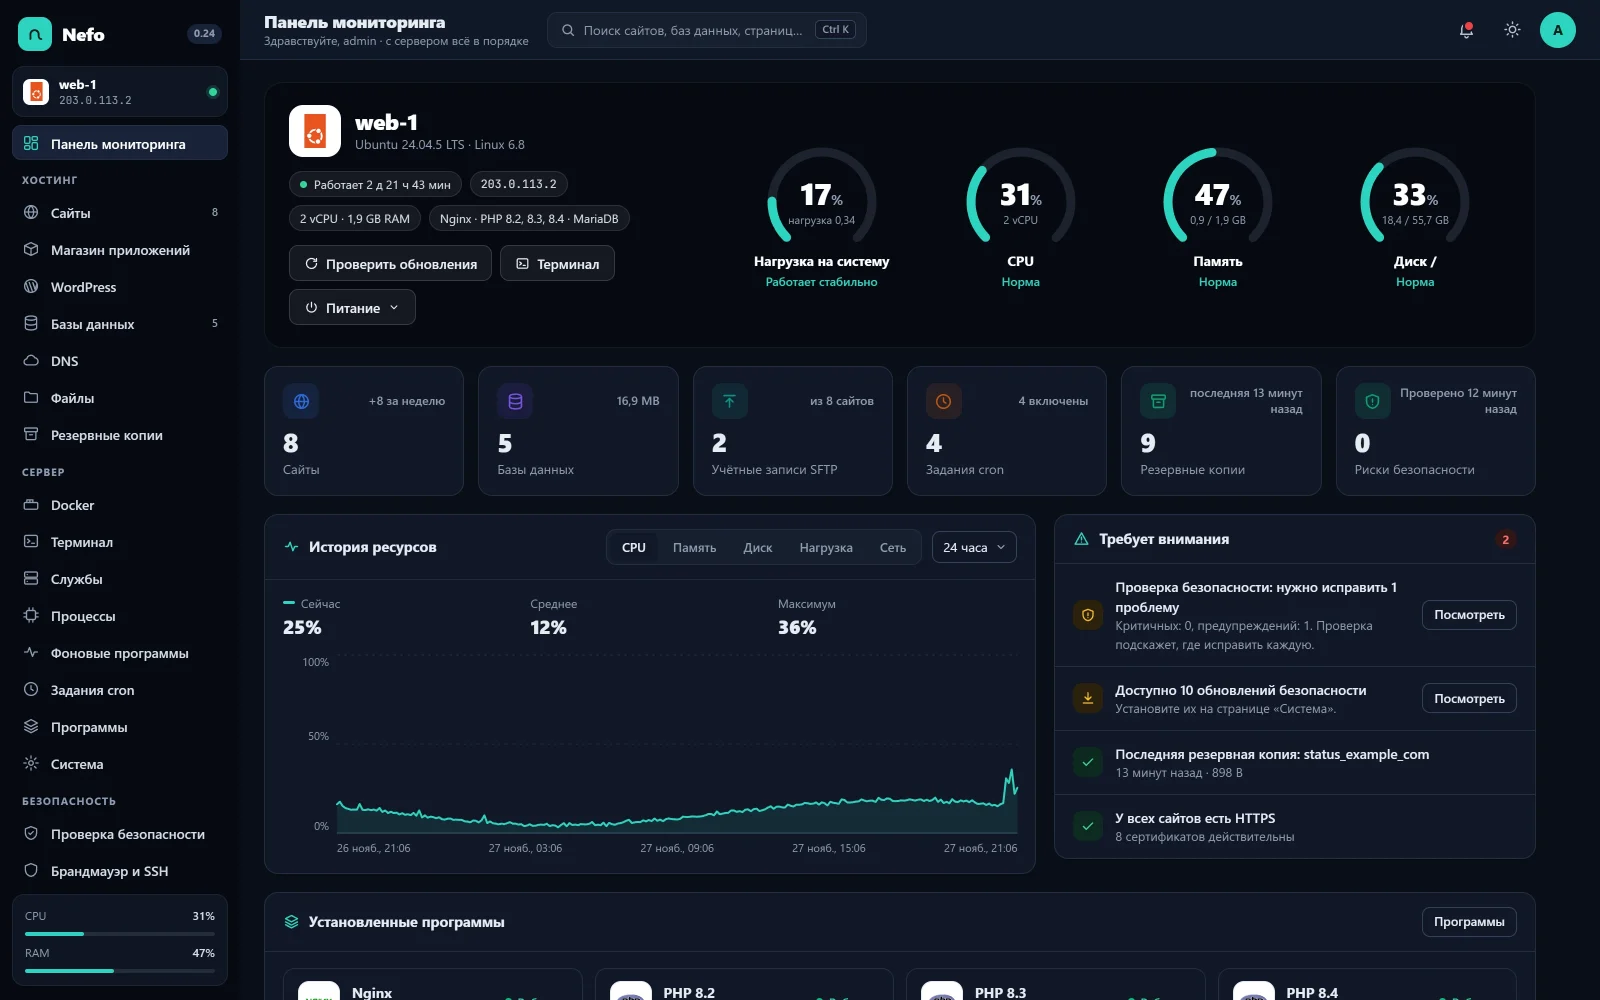 Nefo
0.24
web-1
203.0.113.2
Панель мониторинга
ХОСТИНГ
Сайты 8
Магазин приложений
WordPress
Базы данных 5
DNS
Файлы
Резервные копии
СЕРВЕР
Docker
Терминал
Службы
Процессы
Фоновые программы
Задания cron
Программы
Система
БЕЗОПАСНОСТЬ
Проверка безопасности
Брандмауэр и SSH
CPU 31%
RAM 47%
Панель мониторинга
Здравствуйте, admin · с сервером всё в порядке
Поиск сайтов, баз данных, страниц... Ctrl K
A
web-1
Ubuntu 24.04.5 LTS · Linux 6.8
Работает 2 д 21 ч 43 мин
203.0.113.2
2 vCPU · 1,9 GB RAM
Nginx · PHP 8.2, 8.3, 8.4 · MariaDB
Проверить обновления
Терминал
Питание
17%
нагрузка 0,34
Нагрузка на систему
Работает стабильно
31%
2 vCPU
CPU
Норма
47%
0,9 / 1,9 GB
Память
Норма
33%
18,4 / 55,7 GB
Диск /
Норма
+8 за неделю
8
Сайты
16,9 MB
5
Базы данных
из 8 сайтов
2
Учётные записи SFTP
4 включены
4
Задания cron
последняя 13 минут
назад
9
Резервные копии
Проверено 12 минут
назад
0
Риски безопасности
История ресурсов
CPU Память Диск Нагрузка Сеть
24 часа
Сейчас
25%
Среднее
12%
Максимум
36%
100%
50%
0%
26 нояб., 21:06 27 нояб., 03:06 27 нояб., 09:06 27 нояб., 15:06 27 нояб., 21:06
Требует внимания 2
Проверка безопасности: нужно исправить 1
проблему
Критичных: 0, предупреждений: 1. Проверка
подскажет, где исправить каждую.
Посмотреть
Доступно 10 обновлений безопасности
Установите их на странице «Система».
Посмотреть
Последняя резервная копия: status_example_com
13 минут назад · 898 B
У всех сайтов есть HTTPS
8 сертификатов действительны
Установленные программы
Программы
Nginx
PHP 8.2
PHP 8.3
PHP 8.4